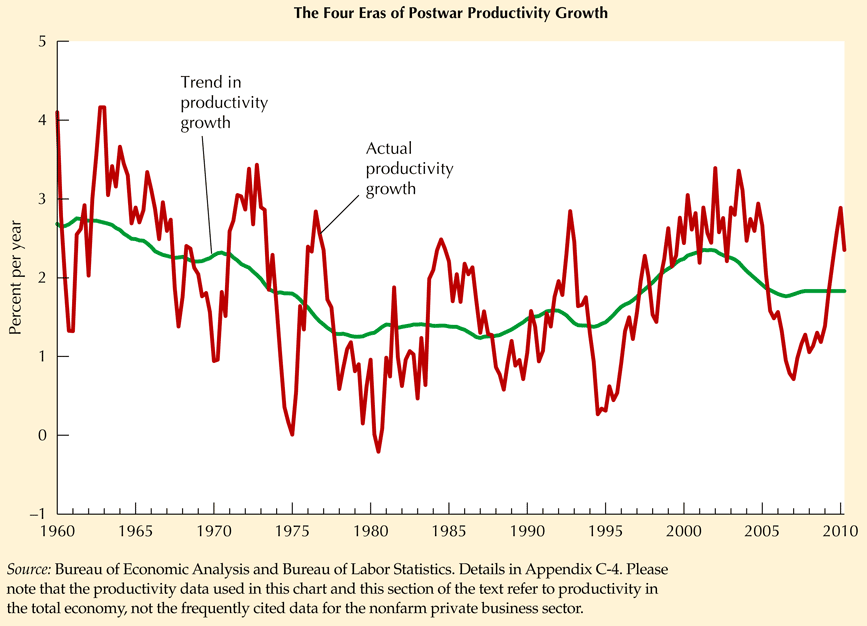 The Four Eras of Postwar Productivity Growth
5
Trend in
productivity
growth
4
Actual
productivity
growth
3
Percent per year
2
1
0
–1
1960 1965 1970 1975 1980 1985 1990 1995 2000 2005 2010
Source: Bureau of Economic Analysis and Bureau of Labor Statistics. Details in Appendix C-4. Please
note that the productivity data used in this chart and this section of the text refer to productivity in
the total economy, not the frequently cited data for the nonfarm private business sector.